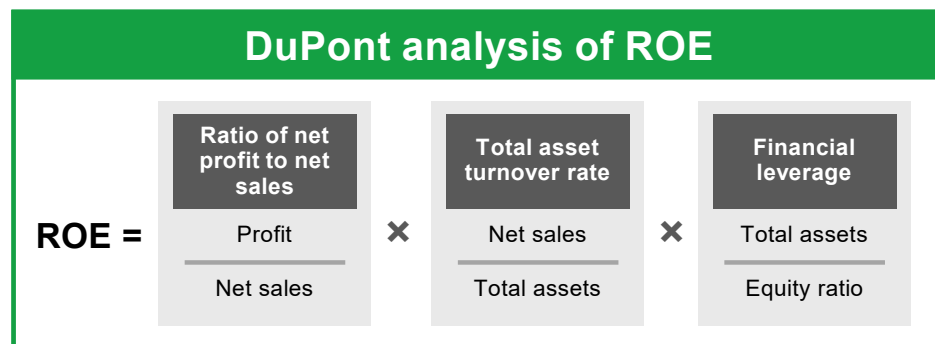 DuPont analysis of ROE
ROE =
Ratio of net
profit to net
sales
Profit
Net sales
×
Total asset
turnover rate
Net sales
Total assets
×
Financial
leverage
Total assets
Equity ratio